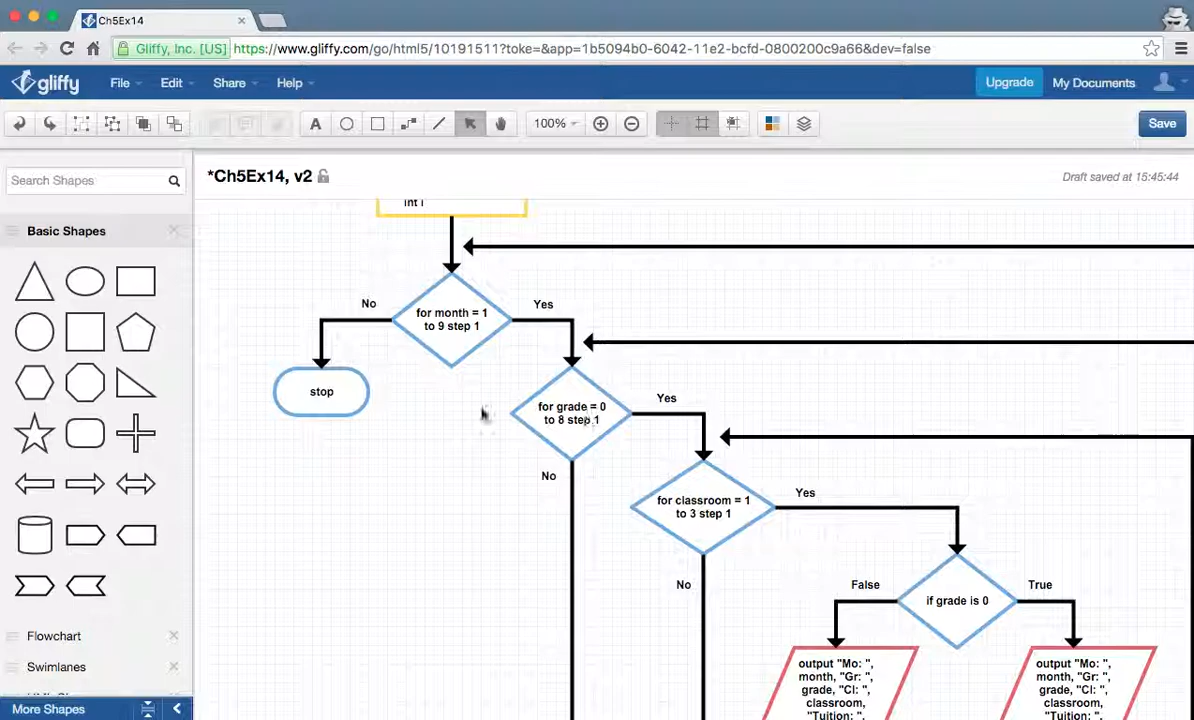 Ch5Ex14
Gliffy, Inc. [US] https://www.gliffy.com/go/html5/10191511?toke=&app=1b5094b0-6042-11e2-bcfd-0800200c9a66&dev=false
gliffy File Edit Share Help Upgrade My Documents
A 100% Save
Search Shapes
*Ch5Ex14, v2
Draft saved at 15:45:44
Basic Shapes
int i
No
Yes
for month = 1
to 9 step 1
stop
for grade = 0
to 8 step 1
Yes
No
for classroom = 1
to 3 step 1
Yes
No
False
True
if grade is 0
output "Mo: ",
month, "Gr: ",
grade, "Cl: ",
classroom,
"Tuition: ",
output "Mo: ",
month, "Gr: ",
grade, "Cl: ",
classroom,
"Tuition: ",
Flowchart
Swimlanes
More Shapes